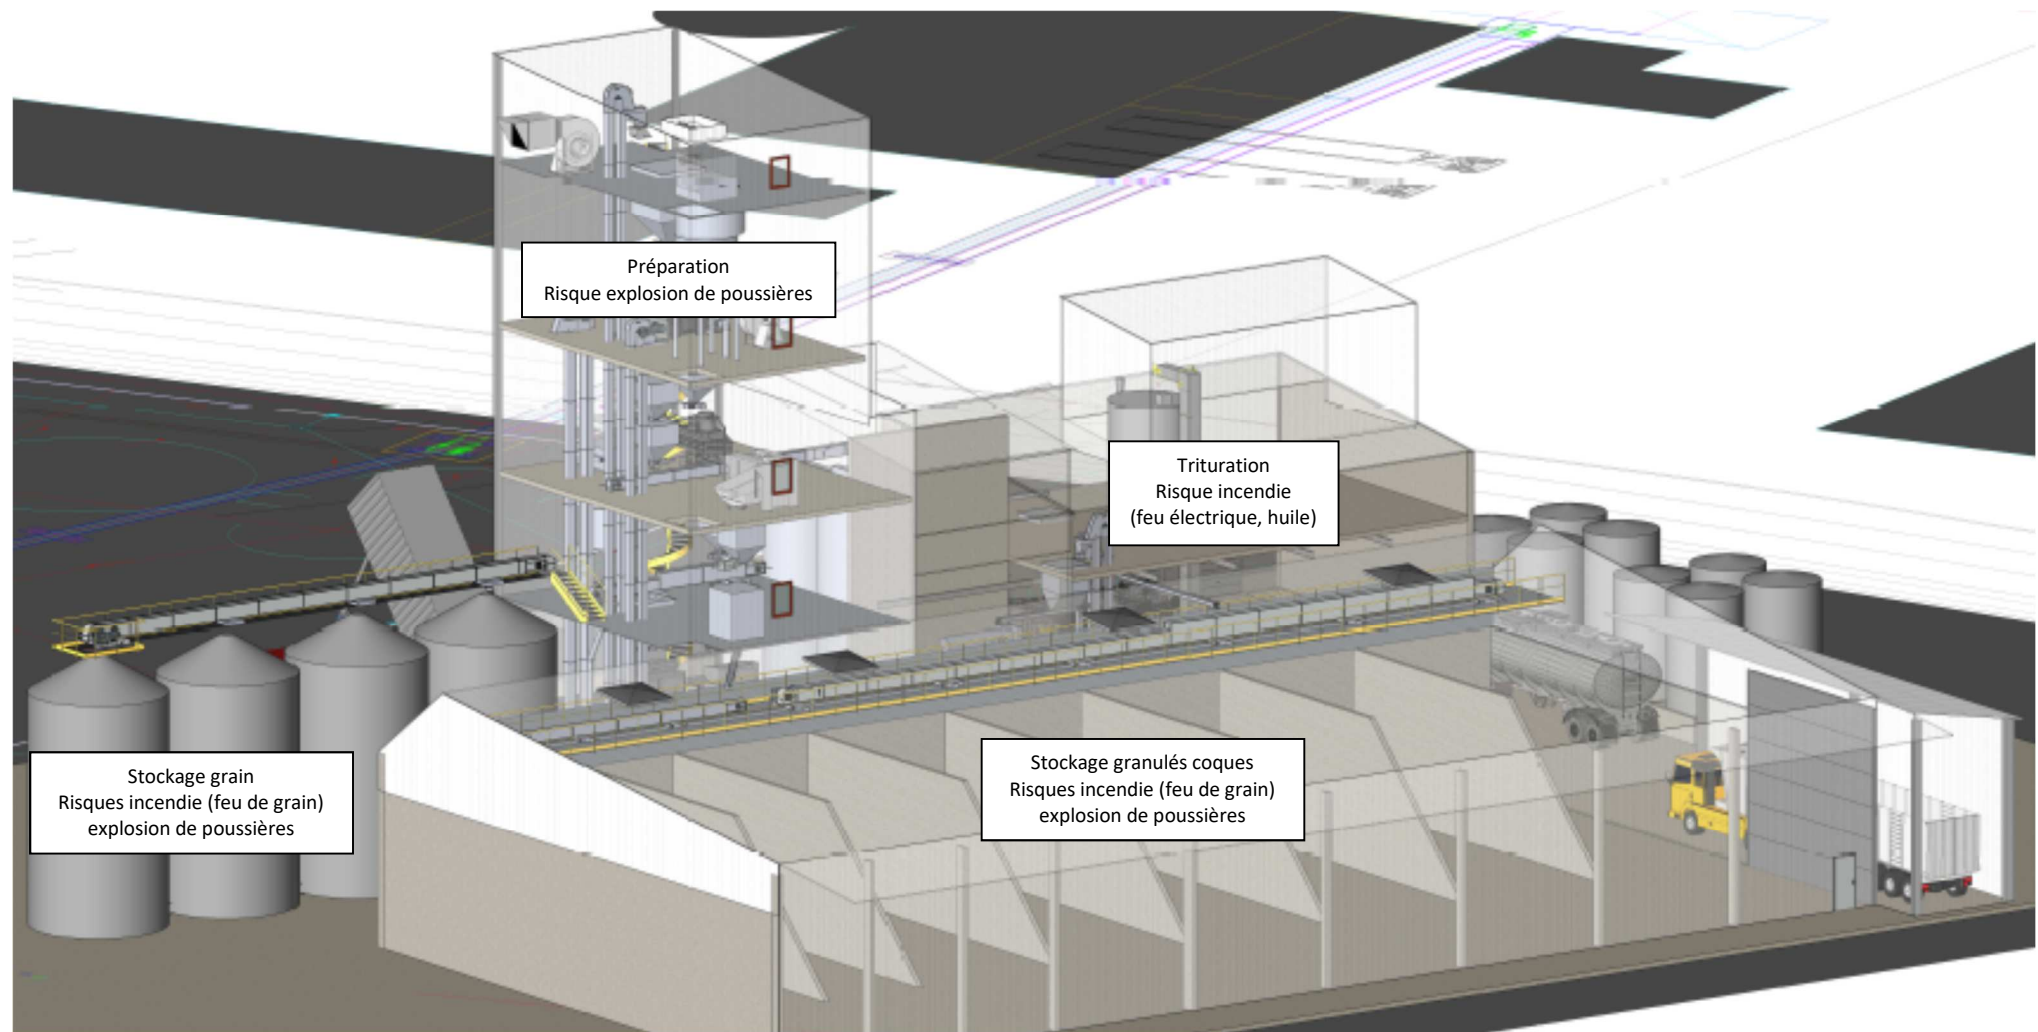 Préparation
Risque explosion de poussières
Trituration
Risque incendie
(feu électrique, huile)
Stockage grain
Risques incendie (feu de grain)
explosion de poussières
Stockage granulés coques
Risques incendie (feu de grain)
explosion de poussières